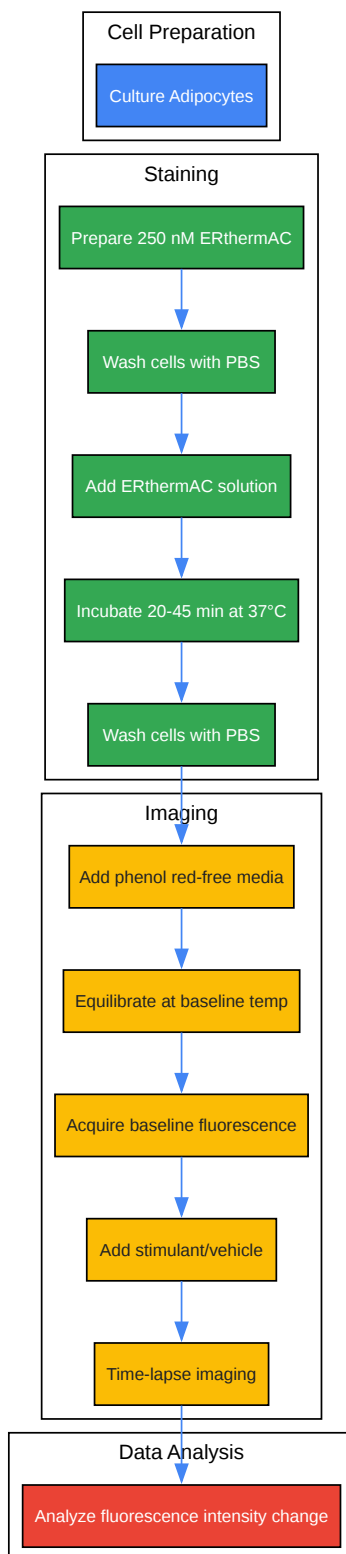 Cell Preparation
Culture Adipocytes
Staining
Prepare 250 nM ERthermAC
Wash cells with PBS
Add ERthermAC solution
Incubate 20-45 min at 37°C
Wash cells with PBS
Imaging
Add phenol red-free media
Equilibrate at baseline temp
Acquire baseline fluorescence
Add stimulant/vehicle
Time-lapse imaging
Data Analysis
Analyze fluorescence intensity change